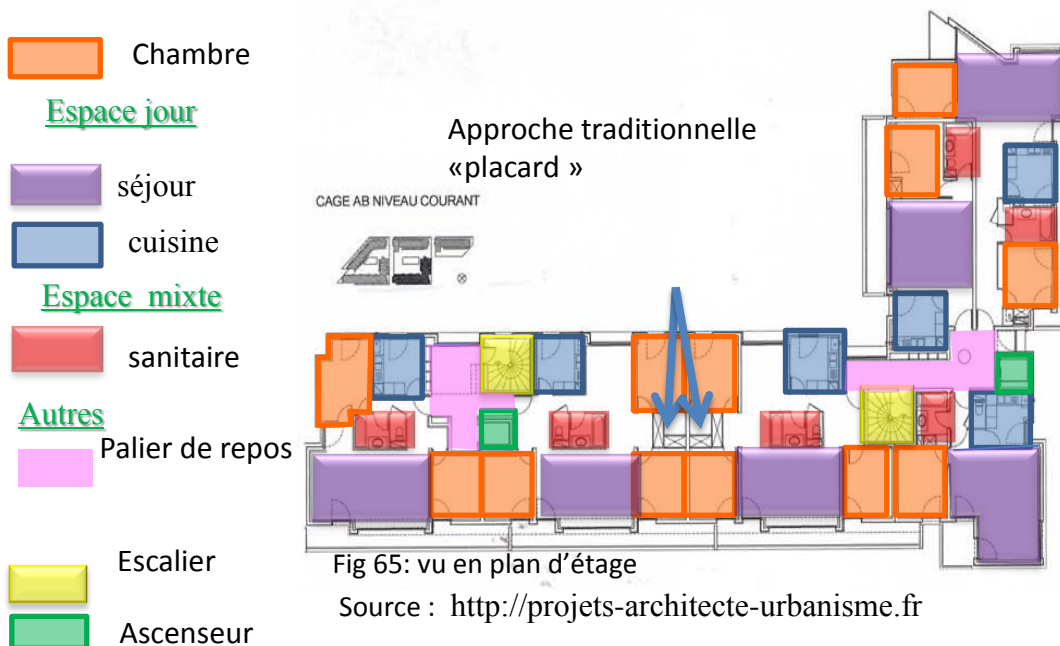 Chambre
Espace jour
séjour
cuisine
Espace  mixte
sanitaire
Autres
Palier de repos
Escalier
Ascenseur
Approche traditionnelle
«placard »
CAGE AB NIVEAU COURANT
Fig 65: vu en plan d'étage
Source :  http://projets-architecte-urbanisme.fr